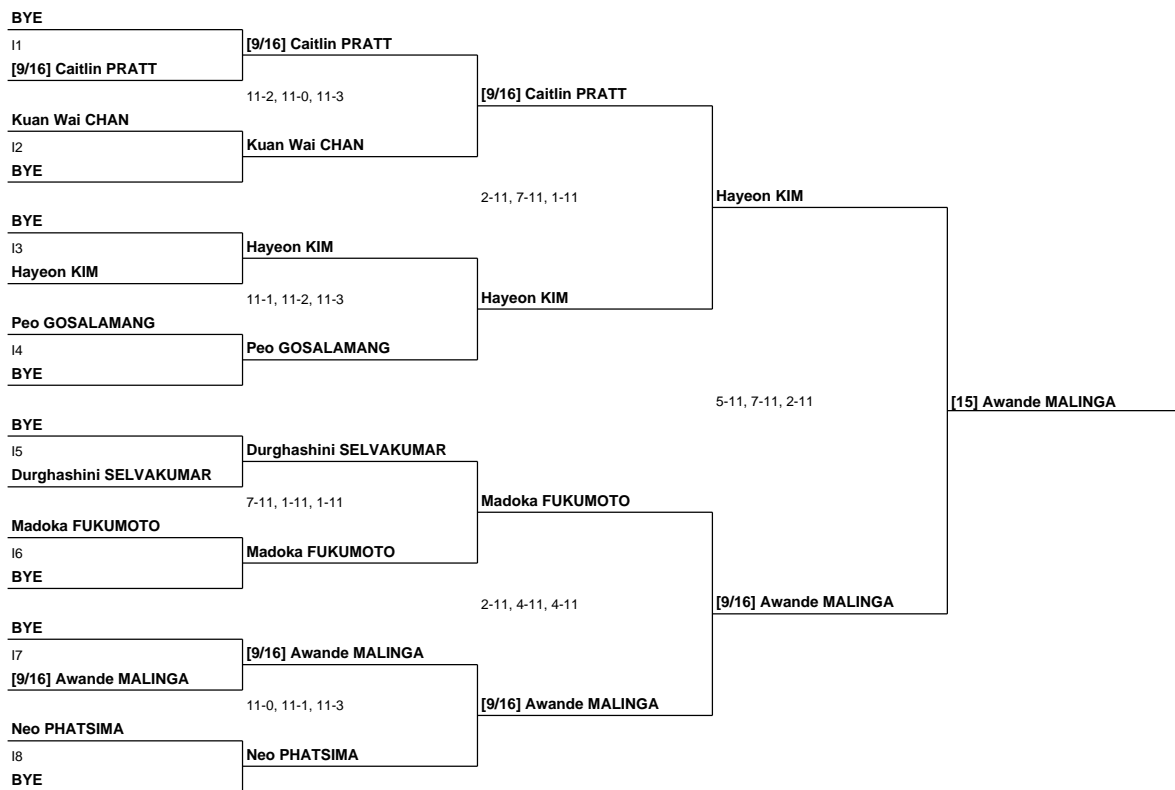 BYE
I1
[9/16] Caitlin PRATT
[9/16] Caitlin PRATT
11-2, 11-0, 11-3
[9/16] Caitlin PRATT
Kuan Wai CHAN
I2
Kuan Wai CHAN
BYE
2-11, 7-11, 1-11
Hayeon KIM
BYE
I3
Hayeon KIM
Hayeon KIM
11-1, 11-2, 11-3
Hayeon KIM
Peo GOSALAMANG
I4
Peo GOSALAMANG
BYE
5-11, 7-11, 2-11
[15] Awande MALINGA
BYE
I5
Durghashini SELVAKUMAR
Durghashini SELVAKUMAR
7-11, 1-11, 1-11
Madoka FUKUMOTO
Madoka FUKUMOTO
I6
Madoka FUKUMOTO
BYE
2-11, 4-11, 4-11
[9/16] Awande MALINGA
BYE
I7
[9/16] Awande MALINGA
[9/16] Awande MALINGA
11-0, 11-1, 11-3
[9/16] Awande MALINGA
Neo PHATSIMA
I8
Neo PHATSIMA
BYE